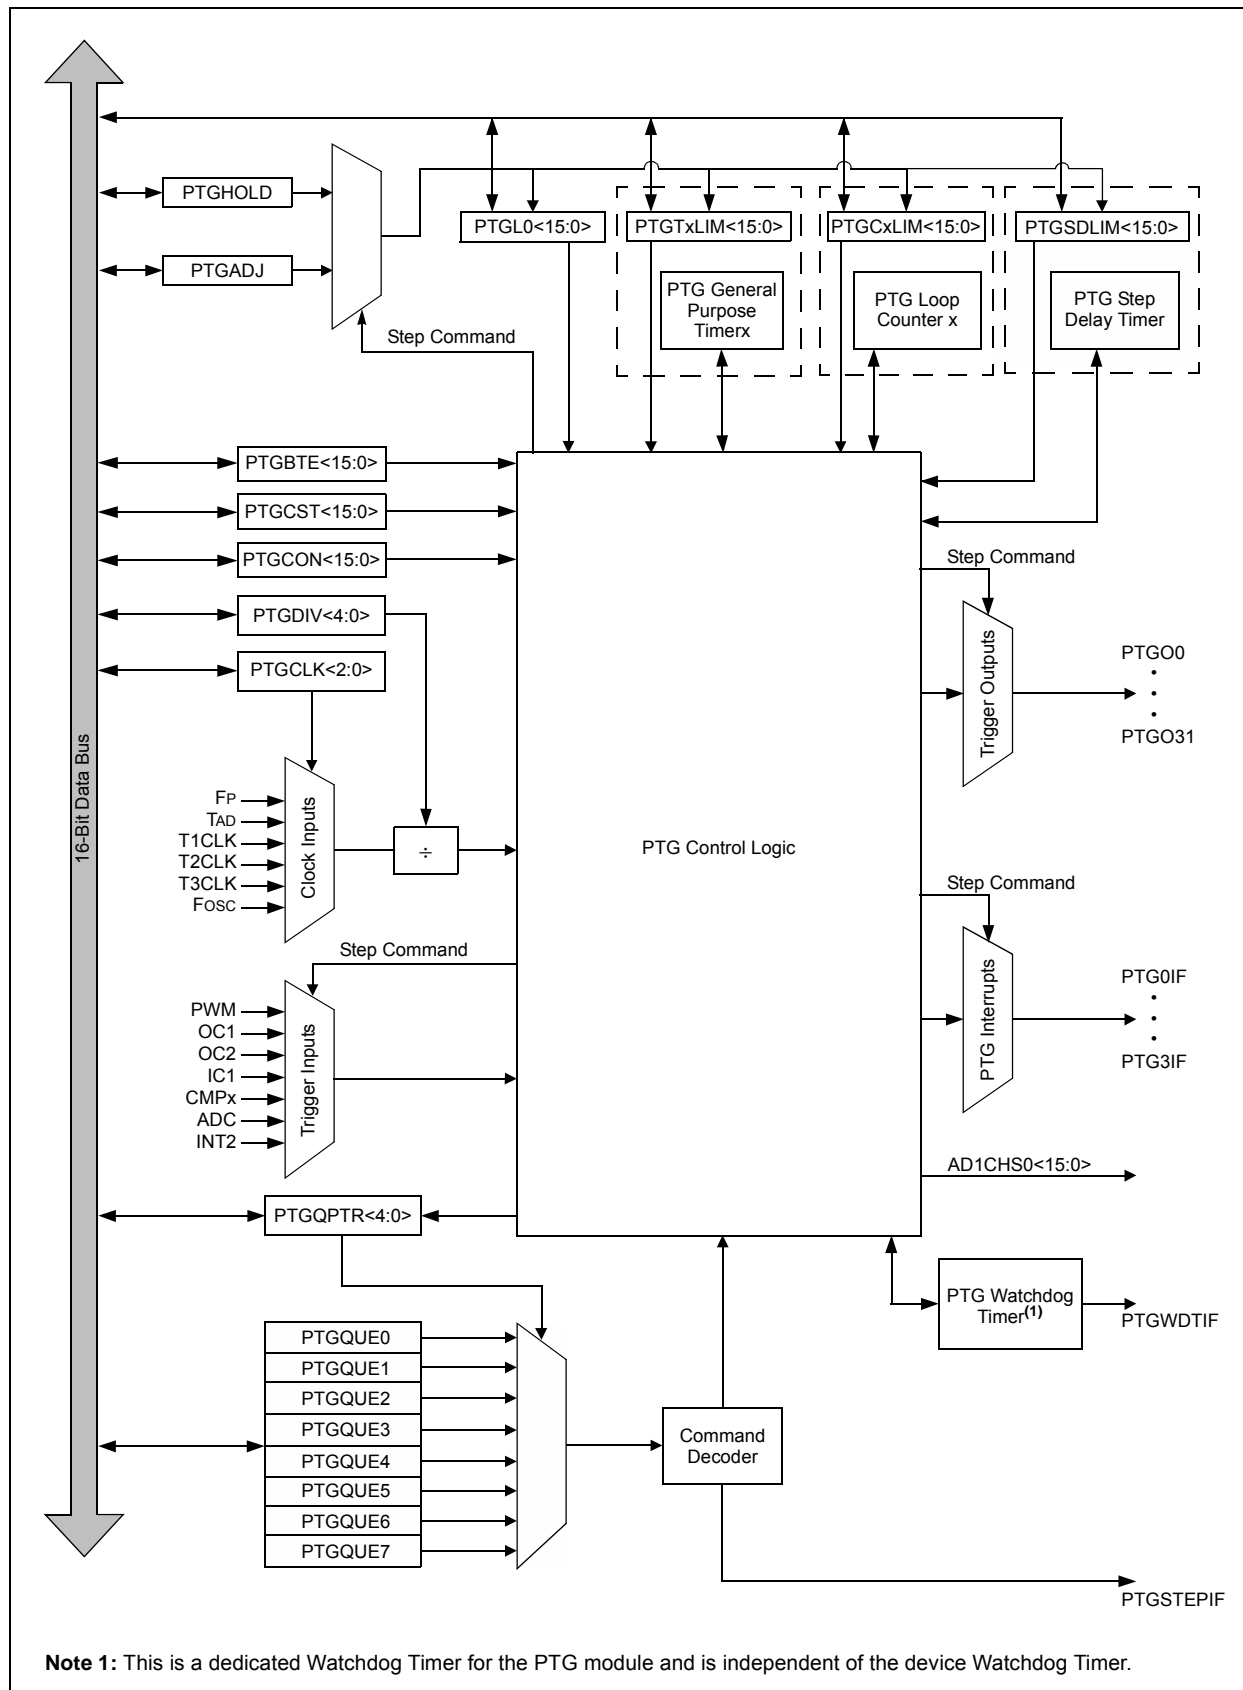 16-Bit Data Bus
PTGHOLD
PTGADJ
PTGL0<15:0>
PTGTxLIM<15:0>
PTGCxLIM<15:0>
PTGSDLIM<15:0>
PTG General
Purpose
Timerx
PTG Loop
Counter x
PTG Step
Delay Timer
Step Command
PTGBTE<15:0>
PTGCST<15:0>
PTGCON<15:0>
PTGDIV<4:0>
PTGCLK<2:0>
Step Command
Trigger Outputs
PTGO0
PTGO31
FP
TAD
T1CLK
T2CLK
T3CLK
FOSC
Clock Inputs
÷
PTG Control Logic
Step Command
PTG Interrupts
PTG0IF
PTG3IF
Step Command
PWM
OC1
OC2
IC1
CMPx
ADC
INT2
Trigger Inputs
AD1CHS0<15:0>
PTGQPTR<4:0>
PTG Watchdog
Timer(1)
PTGWDTIF
PTGQUE0
PTGQUE1
PTGQUE2
PTGQUE3
PTGQUE4
PTGQUE5
PTGQUE6
PTGQUE7
Command
Decoder
PTGSTEPIF
Note 1: This is a dedicated Watchdog Timer for the PTG module and is independent of the device Watchdog Timer.